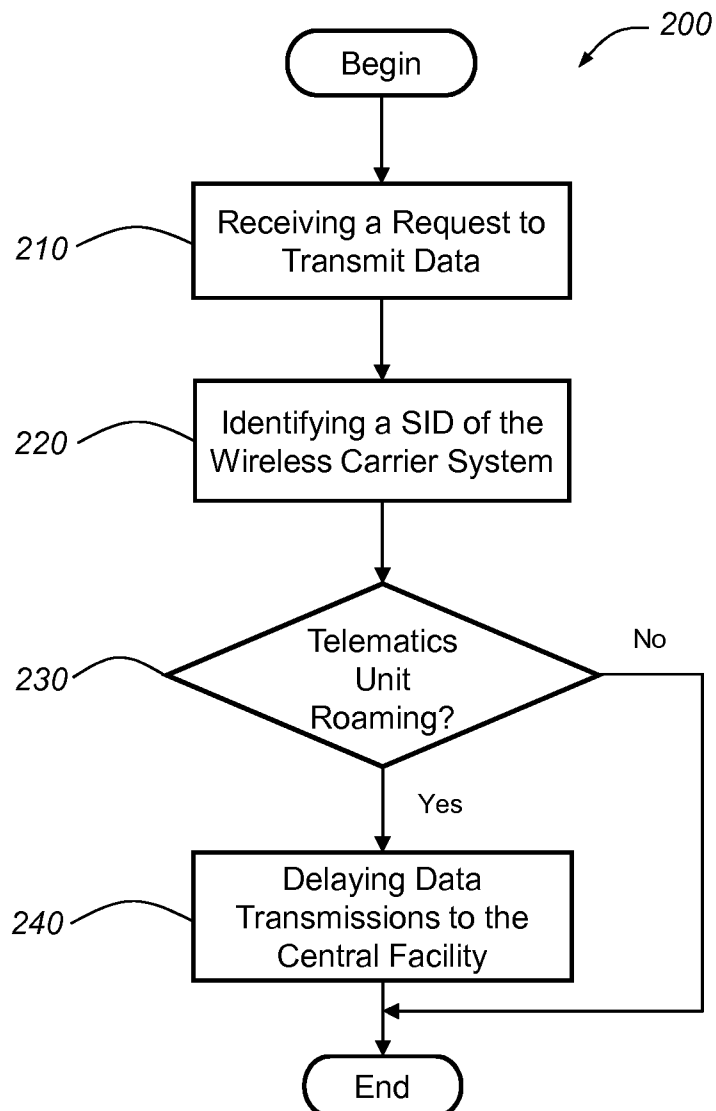 200
Begin
210
Receiving a Request to
Transmit Data
220
Identifying a SID of the
Wireless Carrier System
230
Telematics
Unit
Roaming?
No
Yes
240
Delaying Data
Transmissions to the
Central Facility
End